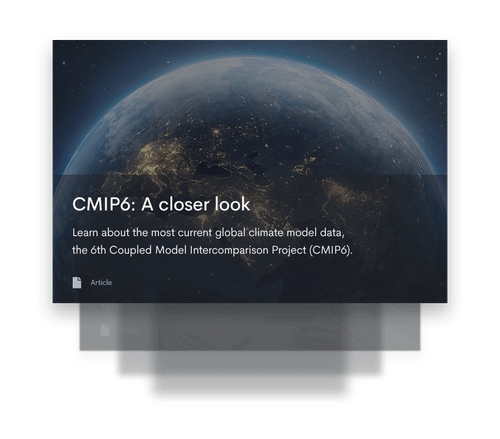 CMIP6: A closer look
Learn about the most current global climate model data,
the 6th Coupled Model Intercomparison Project (CMIP6).
Article